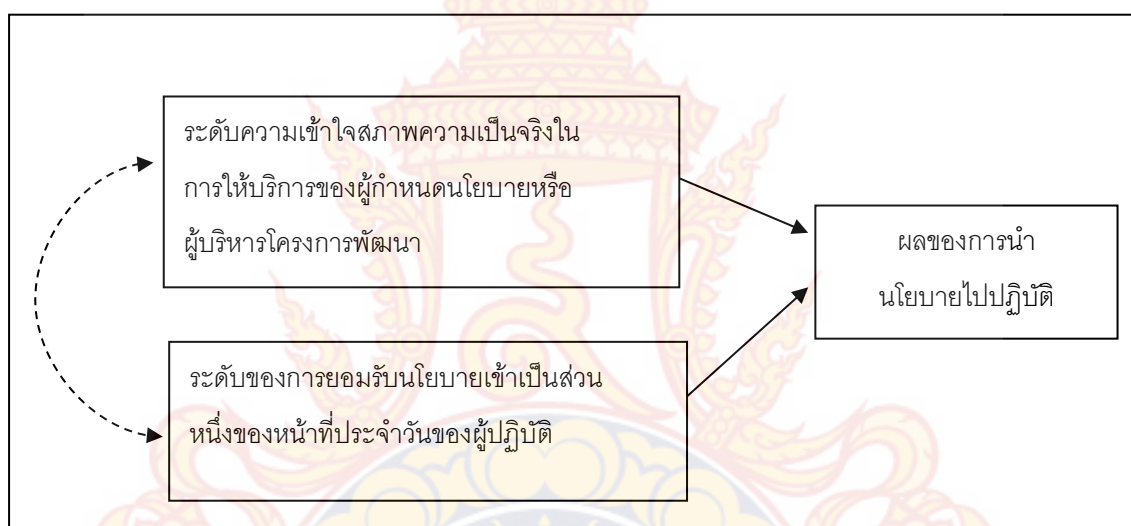 ระดับความเข้าใจสภาพความเป็นจริงใน
การให้บริการของผู้กำหนดนโยบายหรือ
ผู้บริหารโครงการพัฒนา
ผลของการนำ
นโยบายไปปฏิบัติ
ระดับของการยอมรับนโยบายเข้าเป็นส่วน
หนึ่งของหน้าที่ประจำวันของผู้ปฏิบัติ